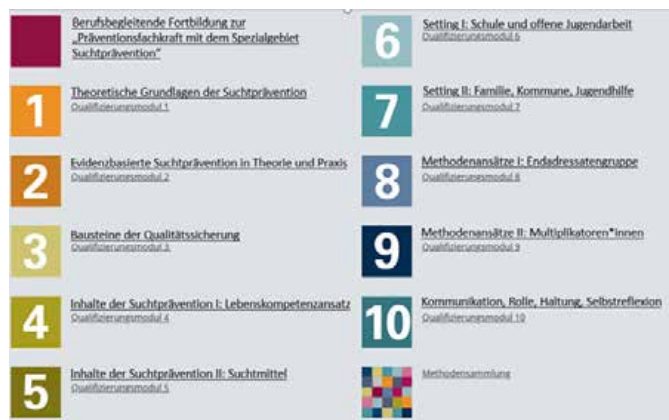 Berufsbegleitende Fortbildung zur
„Präventionsfachkraft mit dem Spezialgebiet
Suchtprävention“
1
Theoretische Grundlagen der Suchtprävention
Qualifizierungsmodul 1
2
Evidenzbasierte Suchtprävention in Theorie und Praxis
Qualifizierungsmodul 2
3
Bausteine der Qualitätssicherung
Qualifizierungsmodul 3
4
Inhalte der Suchtprävention I: Lebenskompetenzansatz
Qualifizierungsmodul 4
5
Inhalte der Suchtprävention II: Suchtmittel
Qualifizierungsmodul 5
6
Setting I: Schule und offene Jugendarbeit
Qualifizierungsmodul 6
7
Setting II: Familie, Kommune, Jugendhilfe
Qualifizierungsmodul 7
8
Methodenansätze I: Endadressatengruppe
Qualifizierungsmodul 8
9
Methodenansätze II: Multiplikatoren*innen
Qualifizierungsmodul 9
10
Kommunikation, Rolle, Haltung, Selbstreflexion
Qualifizierungsmodul 10
Methodensammlung